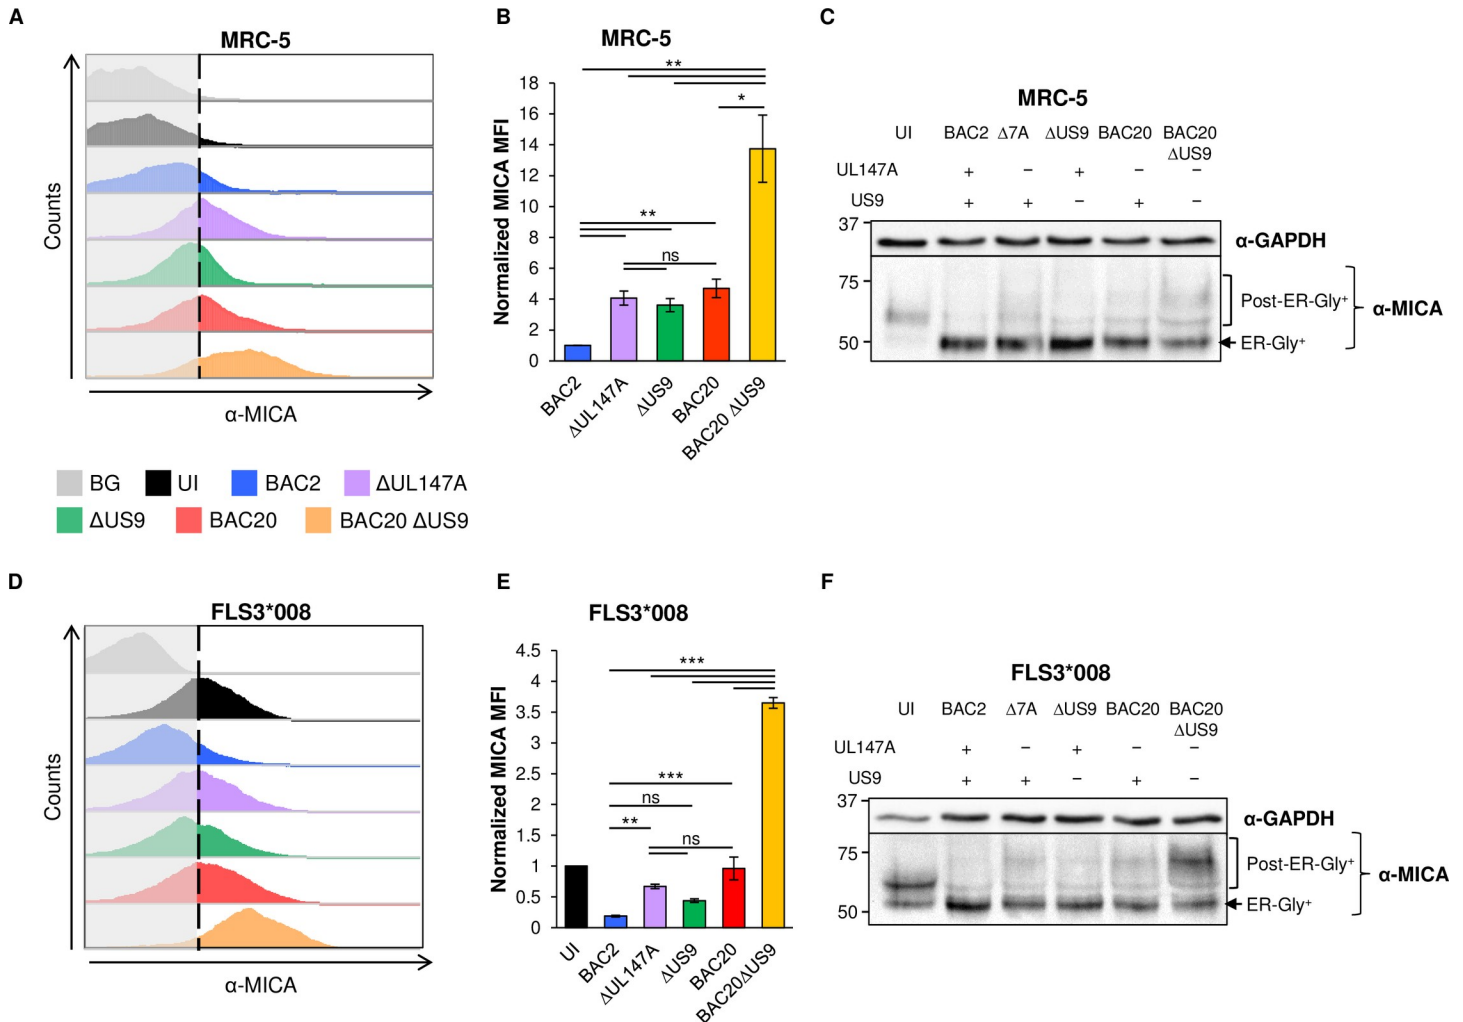 A
MRC-5
Counts
α-MICA
BG
UI
BAC2
ΔUL147A
ΔUS9
BAC20
BAC20 ΔUS9
B
MRC-5
Normalized MICA MFI
18
16
14
12
10
8
6
4
2
0
**
*
**
ns
BAC2
ΔUL147A
ΔUS9
BAC20
BAC20 ΔUS9
C
MRC-5
UI BAC2 Δ7A ΔUS9 BAC20 BAC20
ΔUS9
UL147A + − + − −
US9 + + − + −
37
α-GAPDH
75
Post-ER-Gly⁺
α-MICA
50
ER-Gly⁺
D
FLS3*008
Counts
α-MICA
E
FLS3*008
Normalized MICA MFI
4.5
4
3.5
3
2.5
2
1.5
1
0.5
0
***
***
ns
**
ns
UI
BAC2
ΔUL147A
ΔUS9
BAC20
BAC20ΔUS9
F
FLS3*008
UI BAC2 Δ7A ΔUS9 BAC20 BAC20
ΔUS9
UL147A + − + − −
US9 + + − + −
37
α-GAPDH
75
Post-ER-Gly⁺
α-MICA
50
ER-Gly⁺